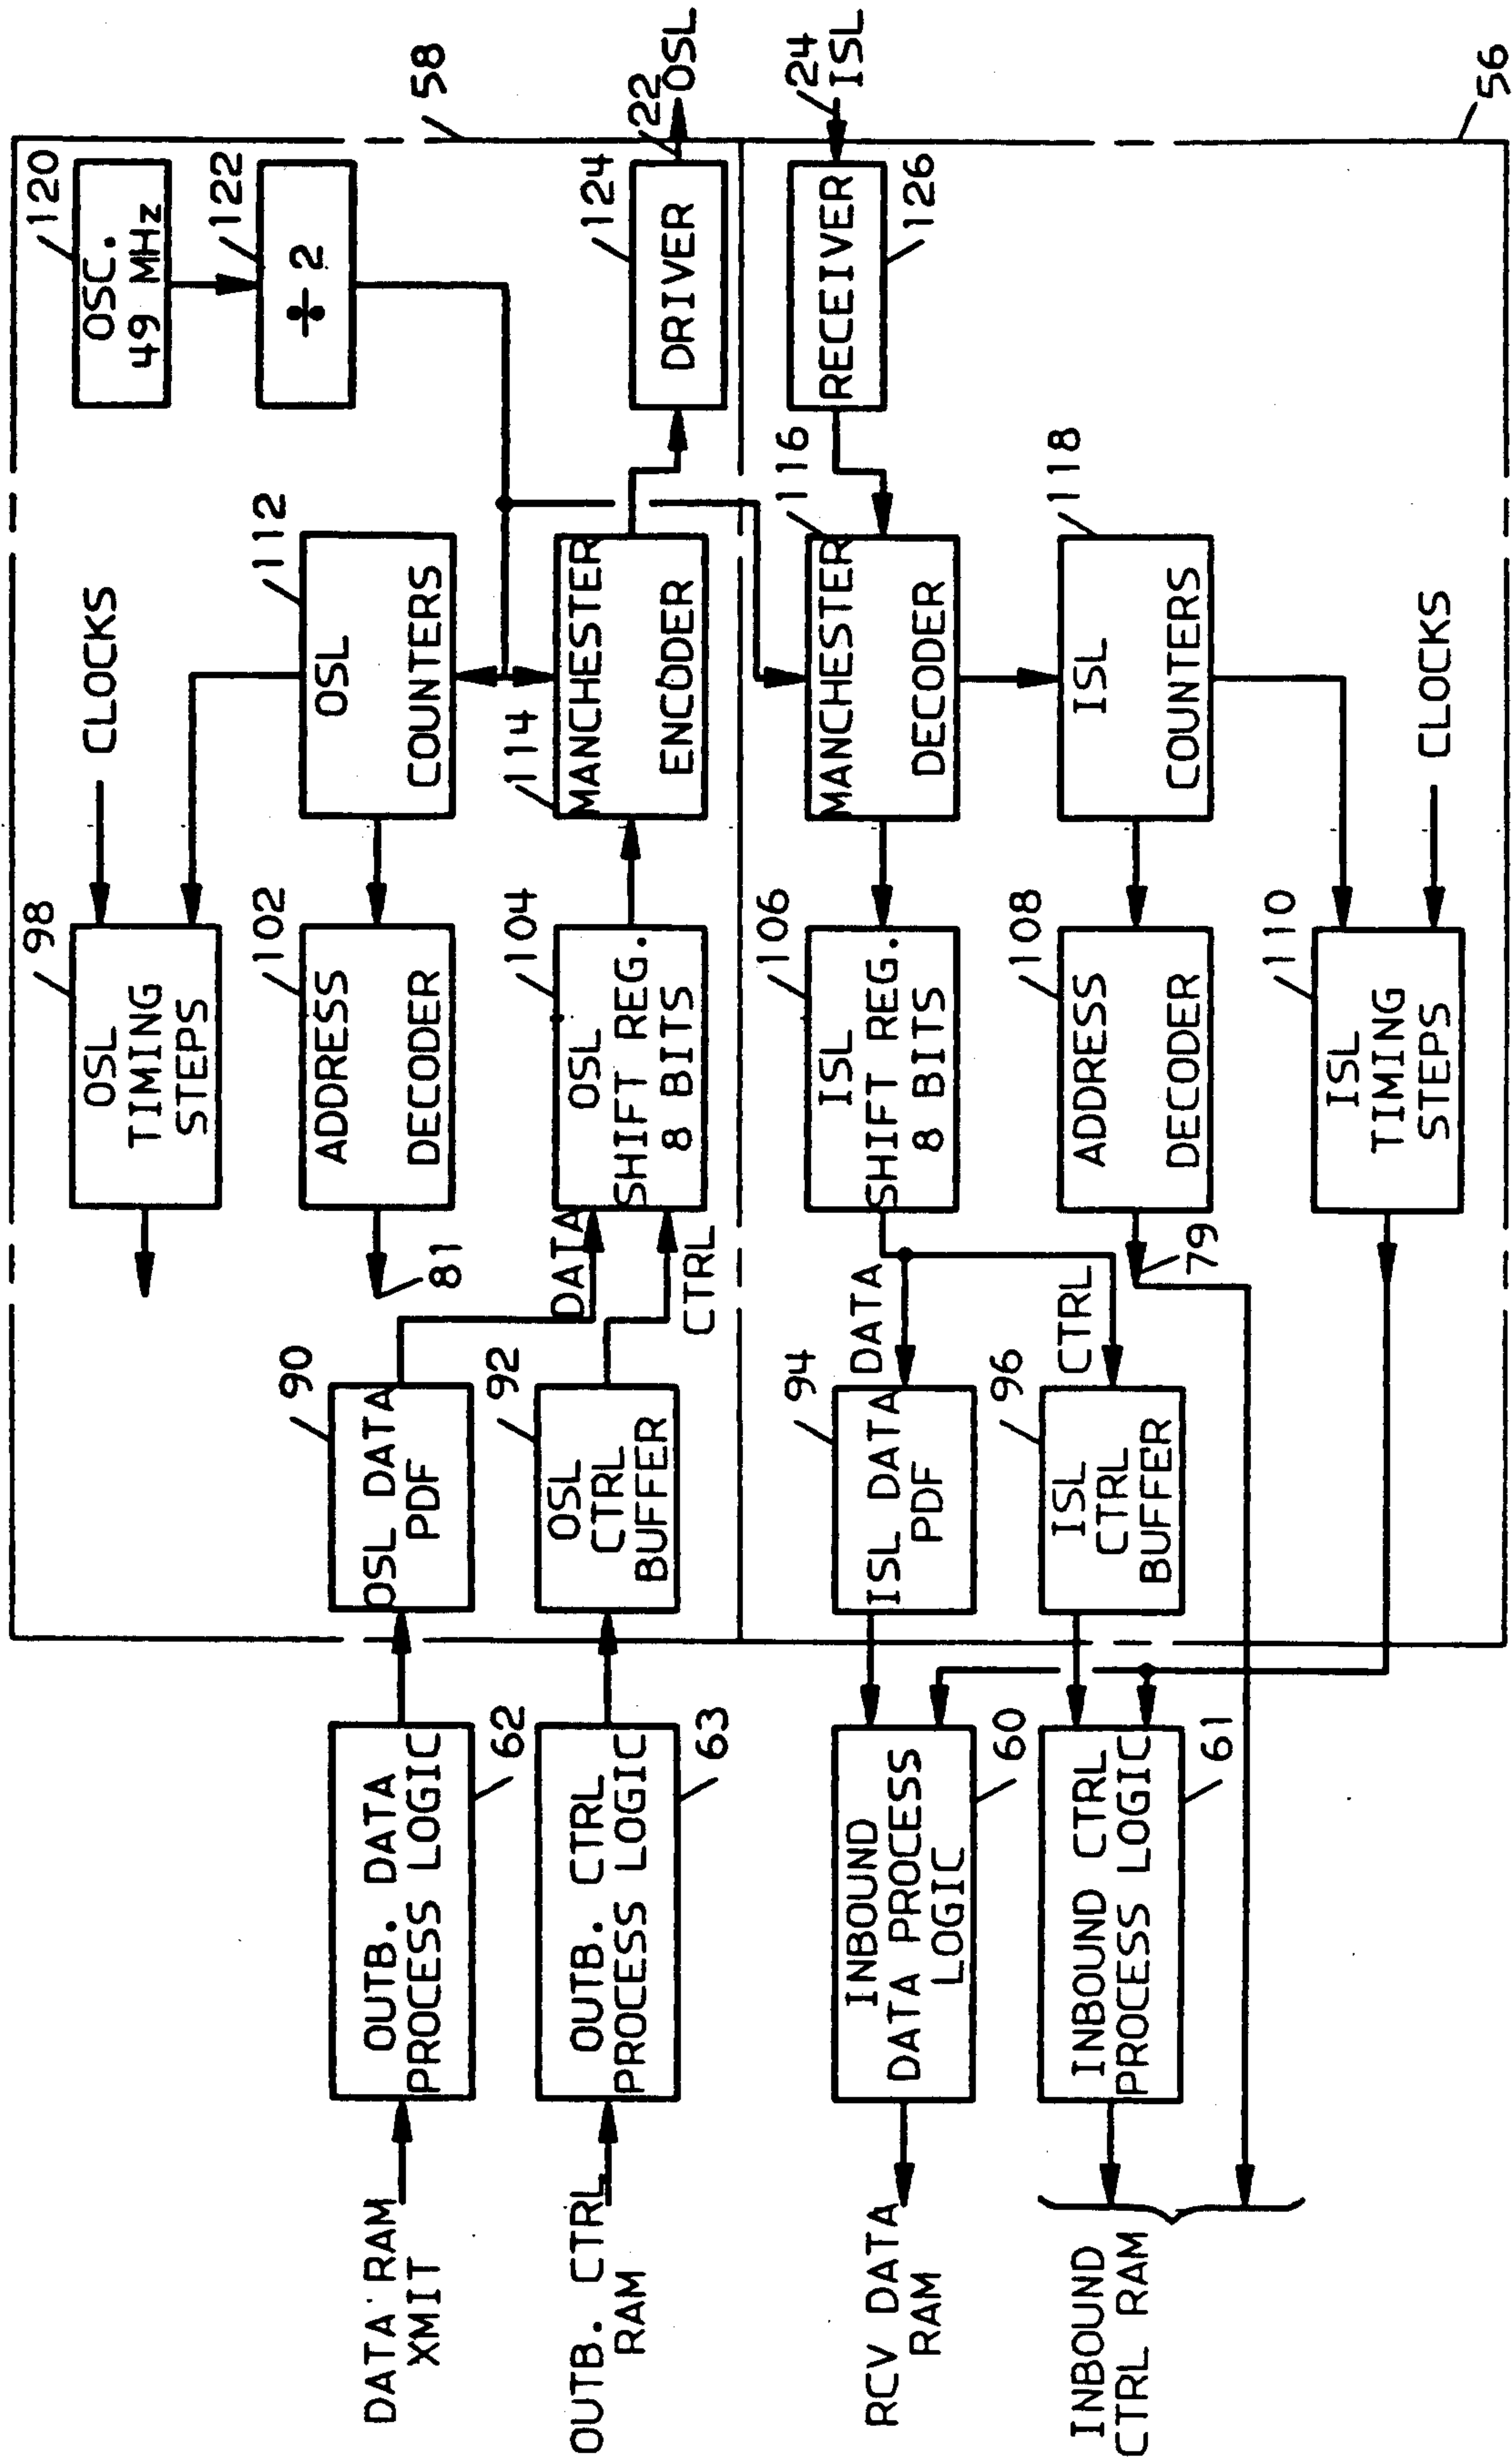 DATA RAM
XMIT
OUTB. DATA
PROCESS LOGIC
62
OSL DATA
PDF
90
OUTB. CTRL
RAM
OUTB. CTRL
PROCESS LOGIC
63
OSL
CTRL
BUFFER
92
DATA
CTRL
OSL
TIMING
STEPS
98
CLOCKS
ADDRESS
DECODER
102
81
OSL
SHIFT REG.
8 BITS
104
OSL
COUNTERS
112
MANCHESTER
ENCODER
114
OSC.
49 MHz
120
÷ 2
122
DRIVER
124
22
OSL
58
RCV DATA
RAM
INBOUND
DATA PROCESS
LOGIC
60
ISL DATA
PDF
94
DATA
INBOUND
CTRL RAM
INBOUND CTRL
PROCESS LOGIC
61
ISL
CTRL
BUFFER
96
CTRL
ISL
SHIFT REG.
8 BITS
106
ADDRESS
DECODER
108
79
ISL
TIMING
STEPS
110
CLOCKS
MANCHESTER
DECODER
116
ISL
COUNTERS
118
RECEIVER
126
24
ISL
56